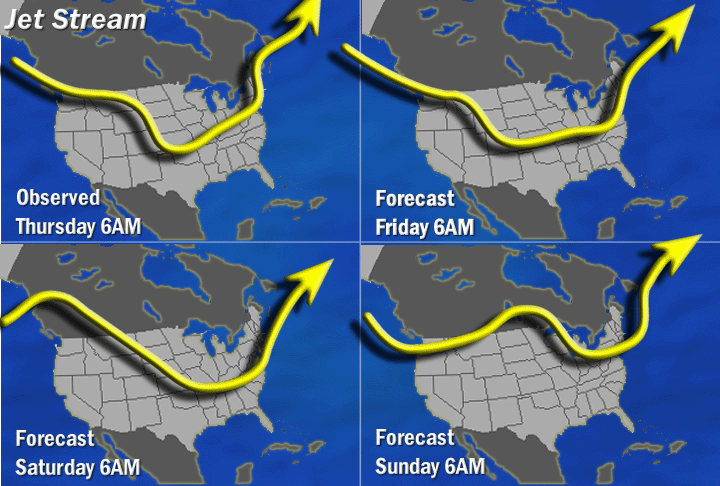 Jet Stream
Observed
Thursday 6AM
Forecast
Friday 6AM
Forecast
Saturday 6AM
Forecast
Sunday 6AM